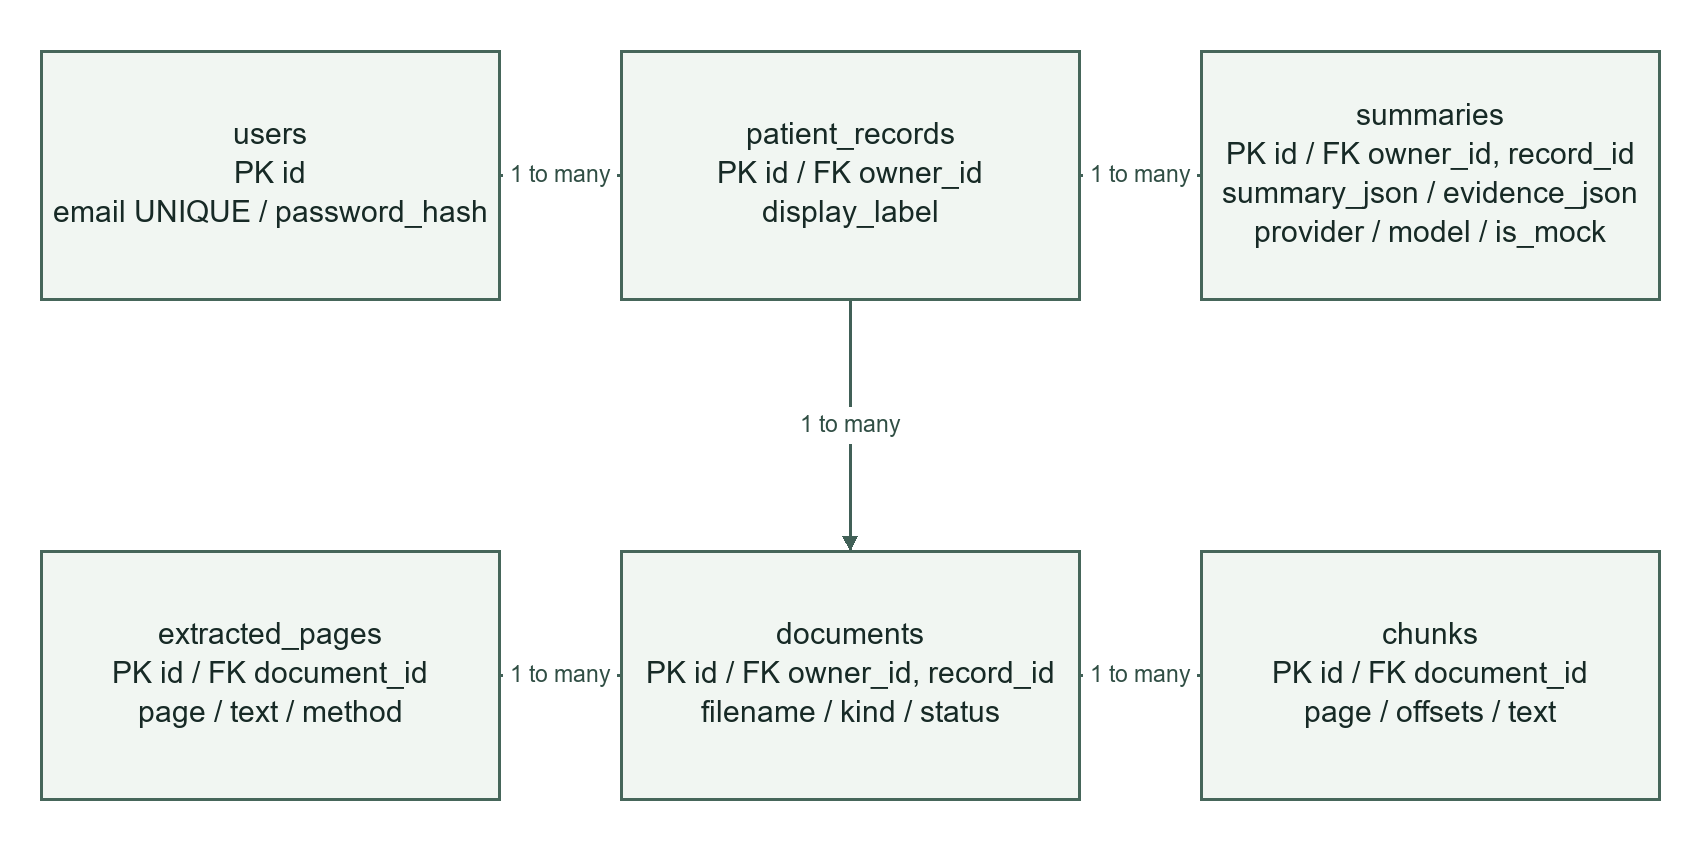 users
PK id
email UNIQUE / password_hash
1 to many
patient_records
PK id / FK owner_id
display_label
1 to many
summaries
PK id / FK owner_id, record_id
summary_json / evidence_json
provider / model / is_mock
1 to many
extracted_pages
PK id / FK document_id
page / text / method
1 to many
documents
PK id / FK owner_id, record_id
filename / kind / status
1 to many
chunks
PK id / FK document_id
page / offsets / text